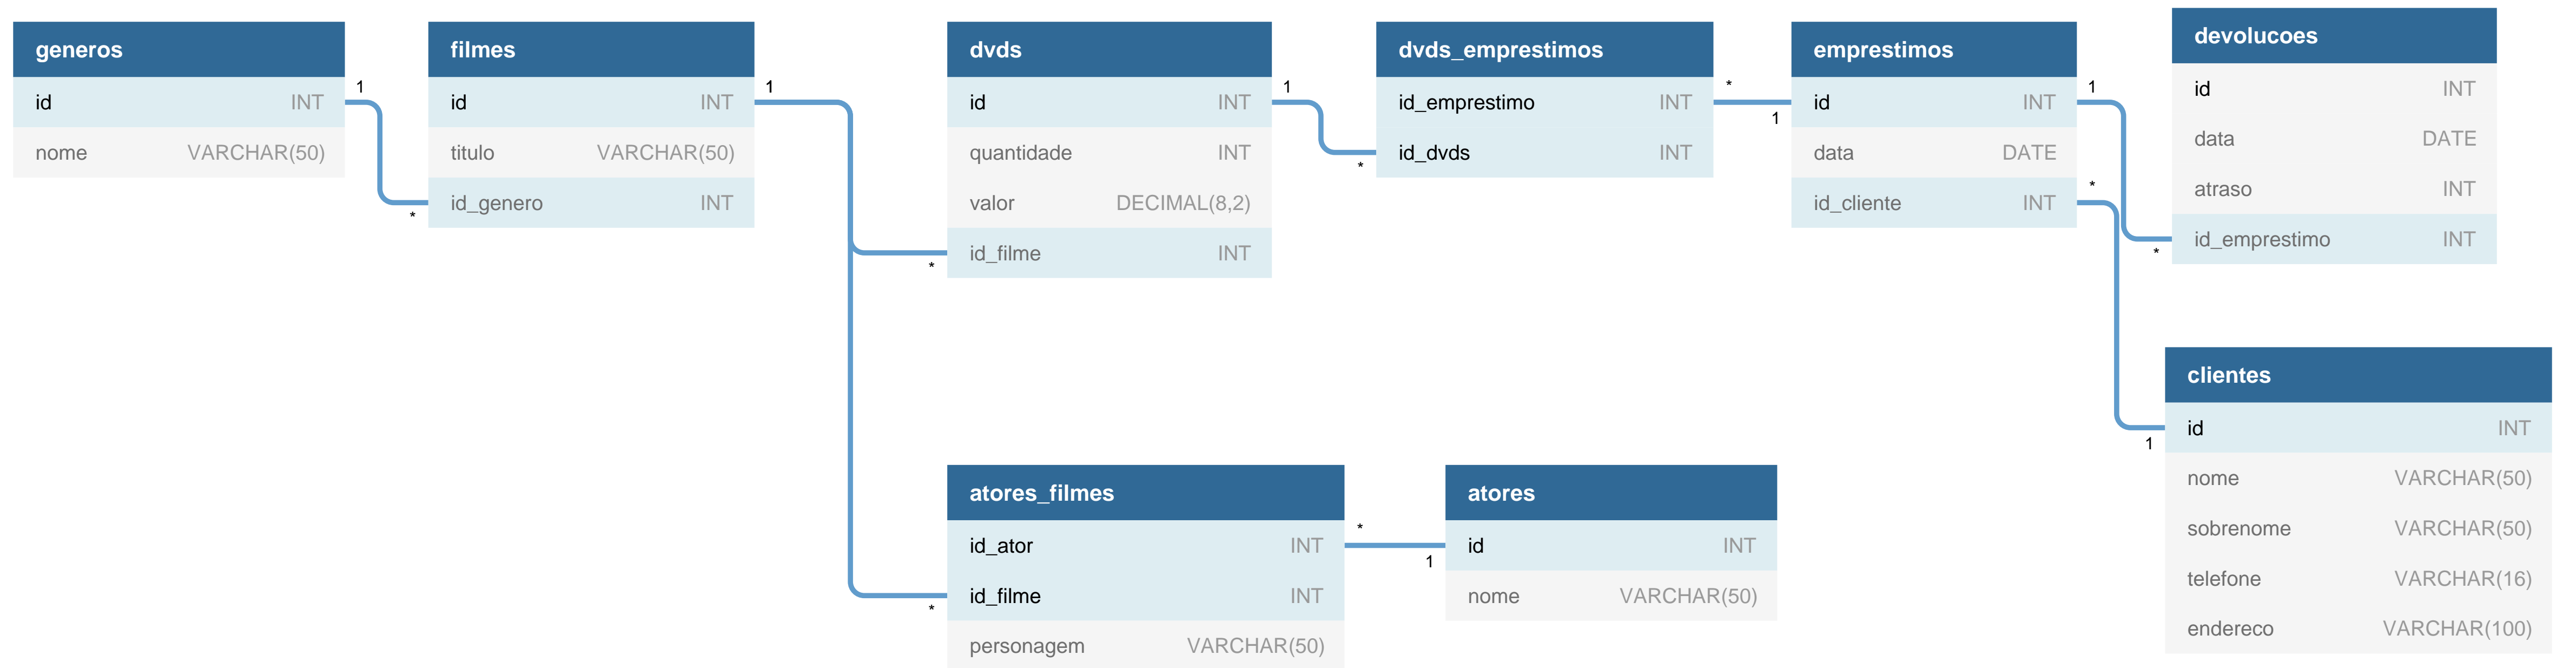 generos
id INT
nome VARCHAR(50)
1
*
filmes
id INT
titulo VARCHAR(50)
id_genero INT
1
*
*
dvds
id INT
quantidade INT
valor DECIMAL(8,2)
id_filme INT
1
*
dvds_emprestimos
id_emprestimo INT
id_dvds INT
*
1
emprestimos
id INT
data DATE
id_cliente INT
1
*
*
1
devolucoes
id INT
data DATE
atraso INT
id_emprestimo INT
atores_filmes
id_ator INT
id_filme INT
personagem VARCHAR(50)
*
1
atores
id INT
nome VARCHAR(50)
clientes
id INT
nome VARCHAR(50)
sobrenome VARCHAR(50)
telefone VARCHAR(16)
endereco VARCHAR(100)